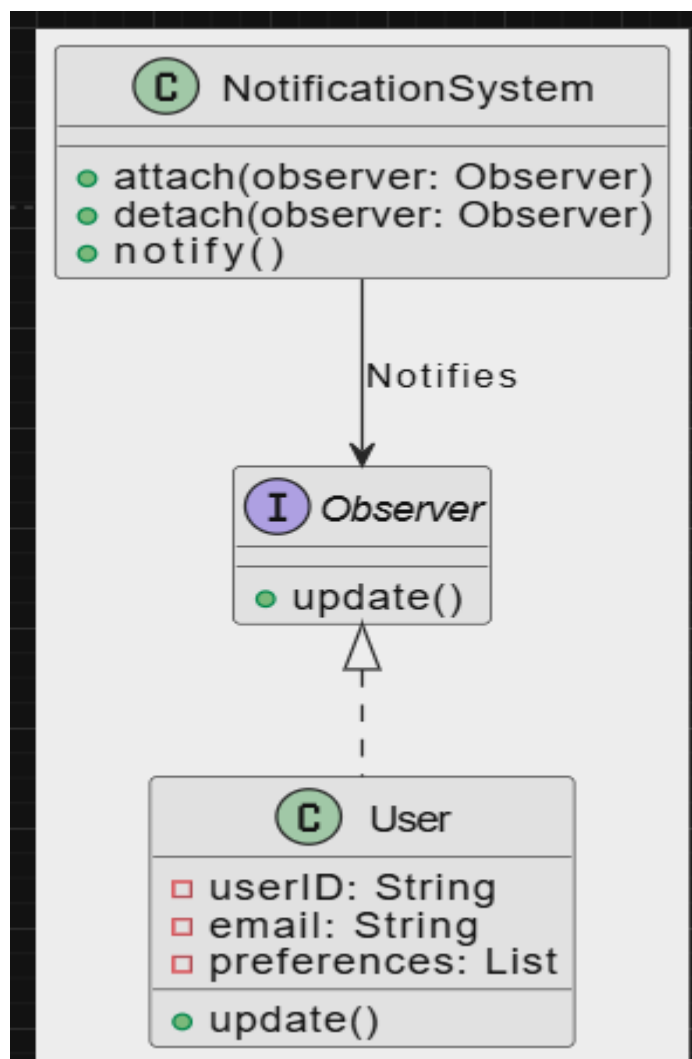 C NotificationSystem
attach(observer: Observer)
detach(observer: Observer)
notify()
Notifies
I Observer
update()
C User
userID: String
email: String
preferences: List
update()